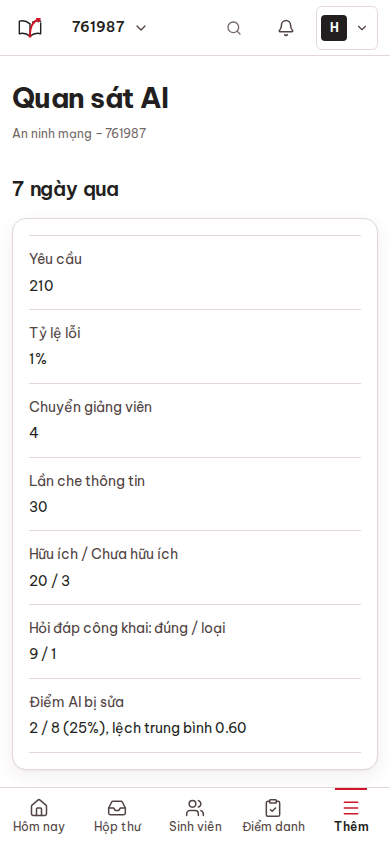 761987
H
Quan sát AI
An ninh mạng – 761987
7 ngày qua
Yêu cầu
210
Tỷ lệ lỗi
1%
Chuyển giảng viên
4
Lần che thông tin
30
Hữu ích / Chưa hữu ích
20 / 3
Hỏi đáp công khai: đúng / loại
9 / 1
Điểm AI bị sửa
2 / 8 (25%), lệch trung bình 0.60
Hôm nay
Hộp thư
Sinh viên
Điểm danh
Thêm